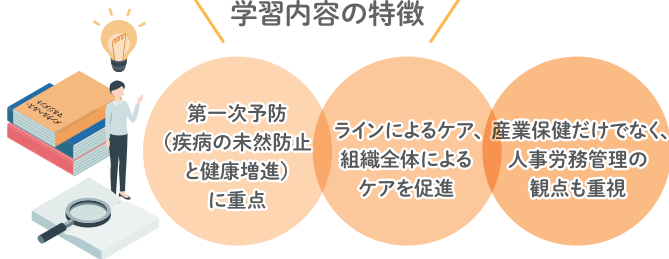 学習内容の特徴
第一次予防
（疾病の未然防止
と健康増進）
に重点
ラインによるケア、
組織全体による
ケアを促進
産業保健だけでなく、
人事労務管理の
観点も重視